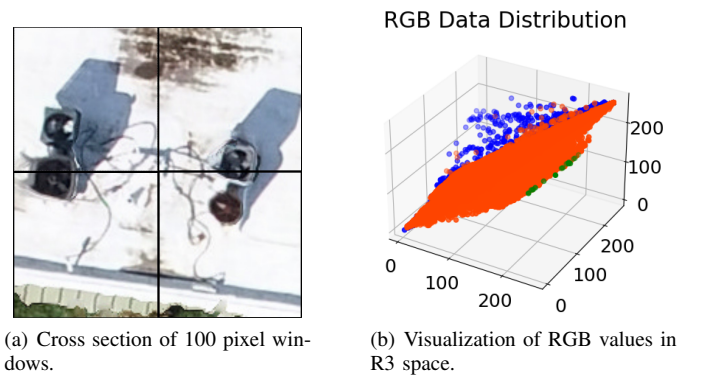 RGB Data Distribution
200
100
0
0
100
200
200
100
0
(a) Cross section of 100 pixel win-
dows.
(b) Visualization of RGB values in
R3 space.